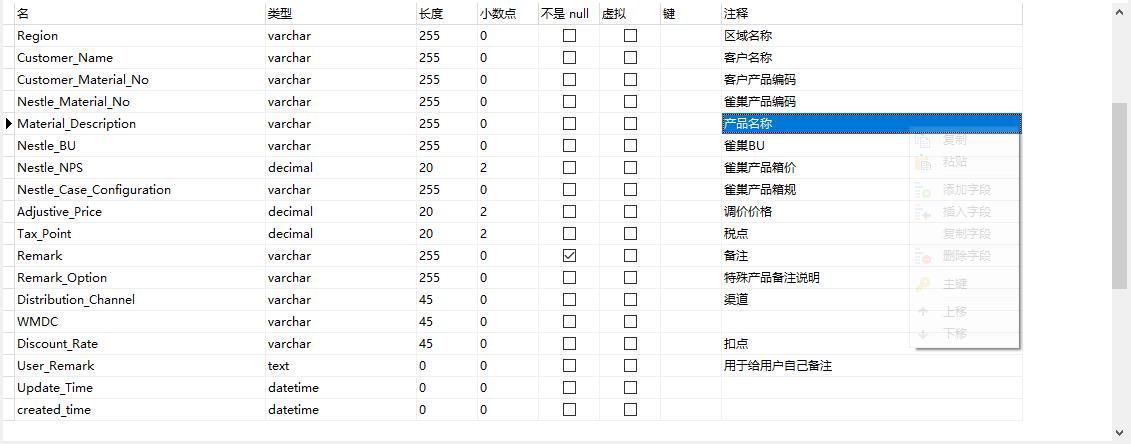 名 类型 长度 小数点 不是 null 虚拟 键 注释
Region varchar 255 0 区域名称
Customer_Name varchar 255 0 客户名称
Customer_Material_No varchar 255 0 客户产品编码
Nestle_Material_No varchar 255 0 雀巢产品编码
Material_Description varchar 255 0 产品名称
复制
Nestle_BU varchar 255 0 雀巢BU
粘贴
Nestle_NPS decimal 20 2 雀巢产品箱价
Nestle_Case_Configuration varchar 255 0 雀巢产品箱规 添加字段
Adjustive_Price decimal 20 2 调价价格 插入字段
Tax_Point decimal 20 2 税点 复制字段
Remark varchar 255 0 备注 删除字段
Remark_Option varchar 255 0 特殊产品备注说明 主键
Distribution_Channel varchar 45 0 渠道
上移
WMDC varchar 45 0
下移
Discount_Rate varchar 45 0 扣点
User_Remark text 0 0 用于给用户自己备注
Update_Time datetime 0 0
created_time datetime 0 0